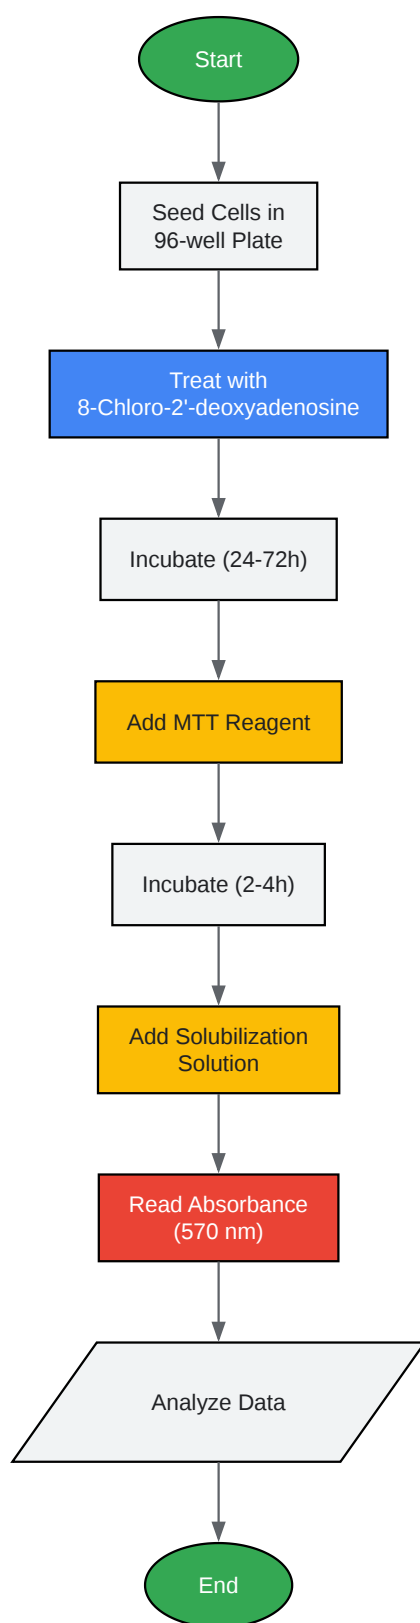 Start
Seed Cells in
96-well Plate
Treat with
8-Chloro-2'-deoxyadenosine
Incubate (24-72h)
Add MTT Reagent
Incubate (2-4h)
Add Solubilization
Solution
Read Absorbance
(570 nm)
Analyze Data
End